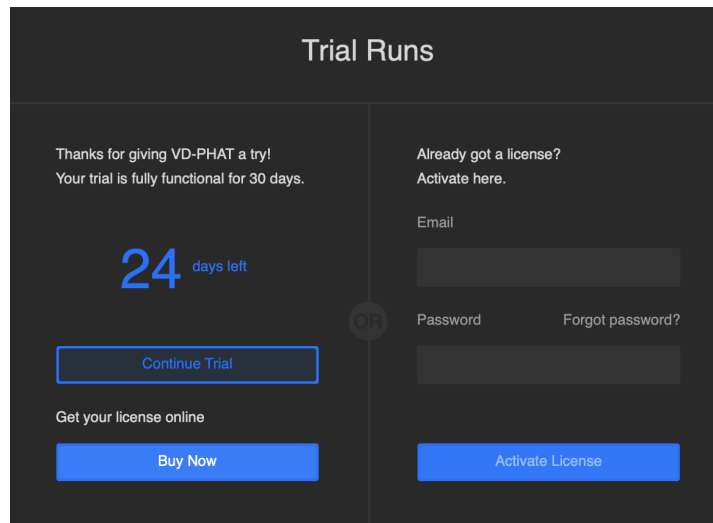 Trial Runs
Thanks for giving VD-PHAT a try!
Your trial is fully functional for 30 days.
24 days left
Continue Trial
Get your license online
Buy Now
OR
Already got a license?
Activate here.
Email
Password Forgot password?
Activate License